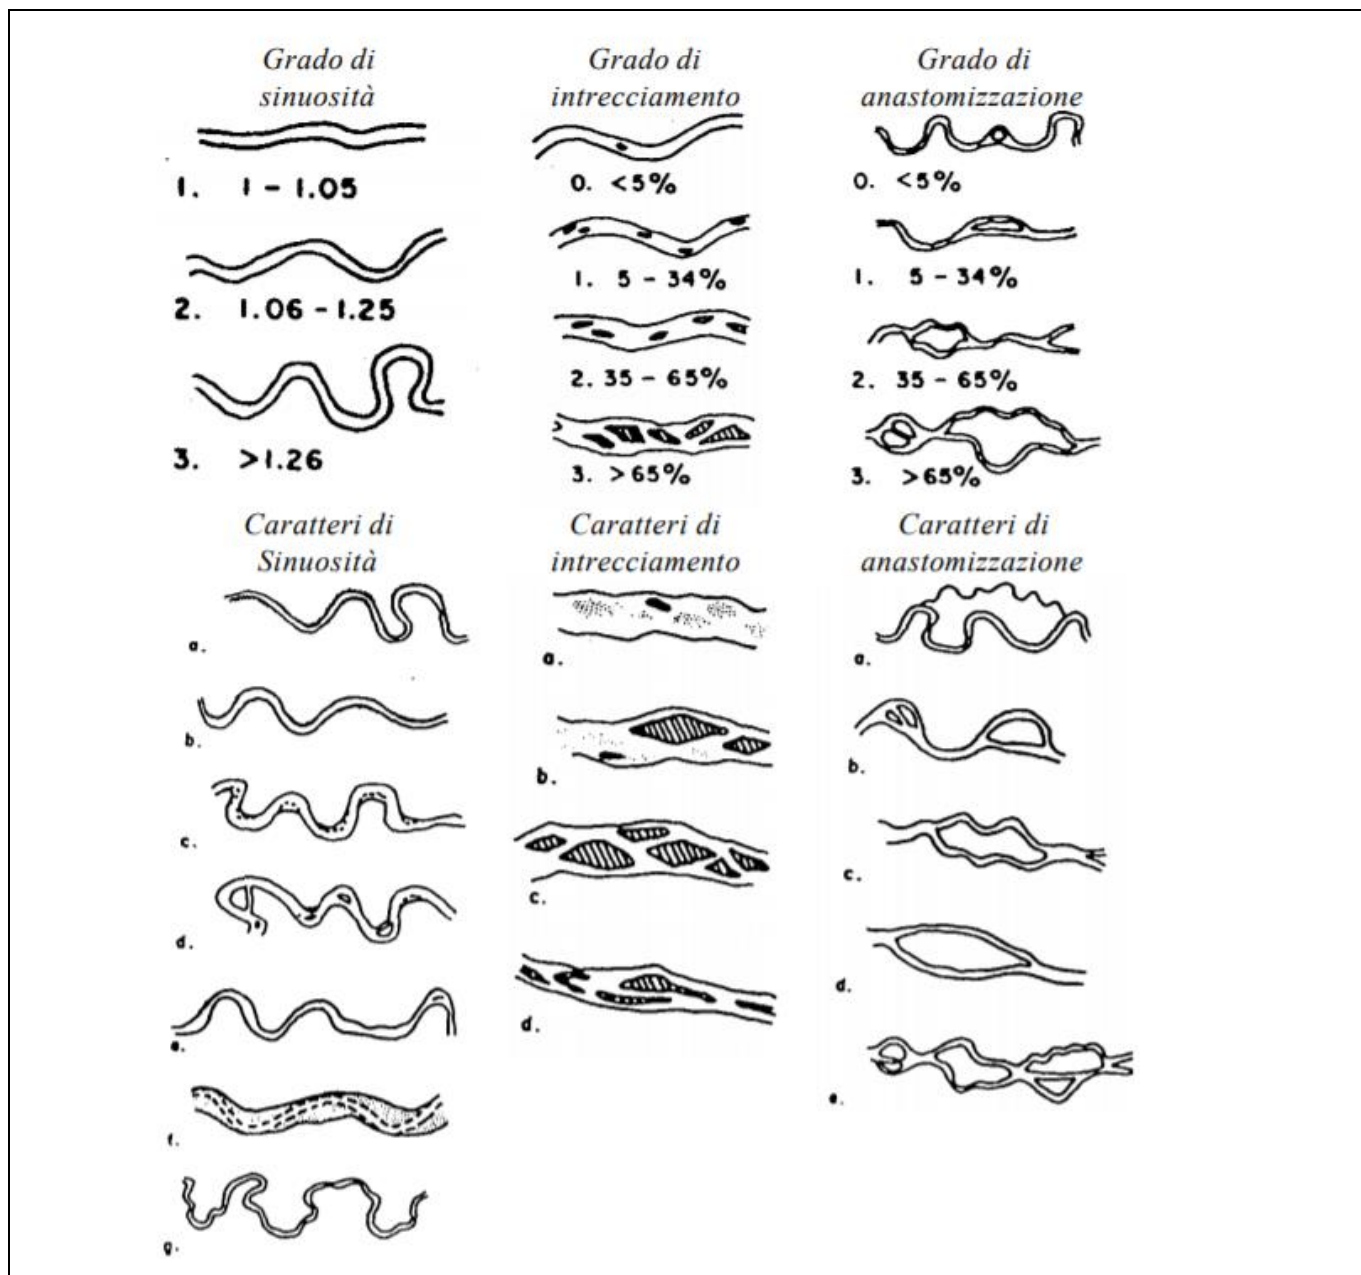 Grado di
sinuosità
1. 1 - 1.05
2. 1.06 - 1.25
3. >1.26
Grado di
intrecciamento
0. <5%
1. 5 - 34%
2. 35 - 65%
3. >65%
Grado di
anastomizzazione
0. <5%
1. 5 - 34%
2. 35 - 65%
3. >65%
Caratteri di
Sinuosità
a.
b.
c.
d.
e.
f.
g.
Caratteri di
intrecciamento
a.
b.
c.
d.
Caratteri di
anastomizzazione
a.
b.
c.
d.
e.